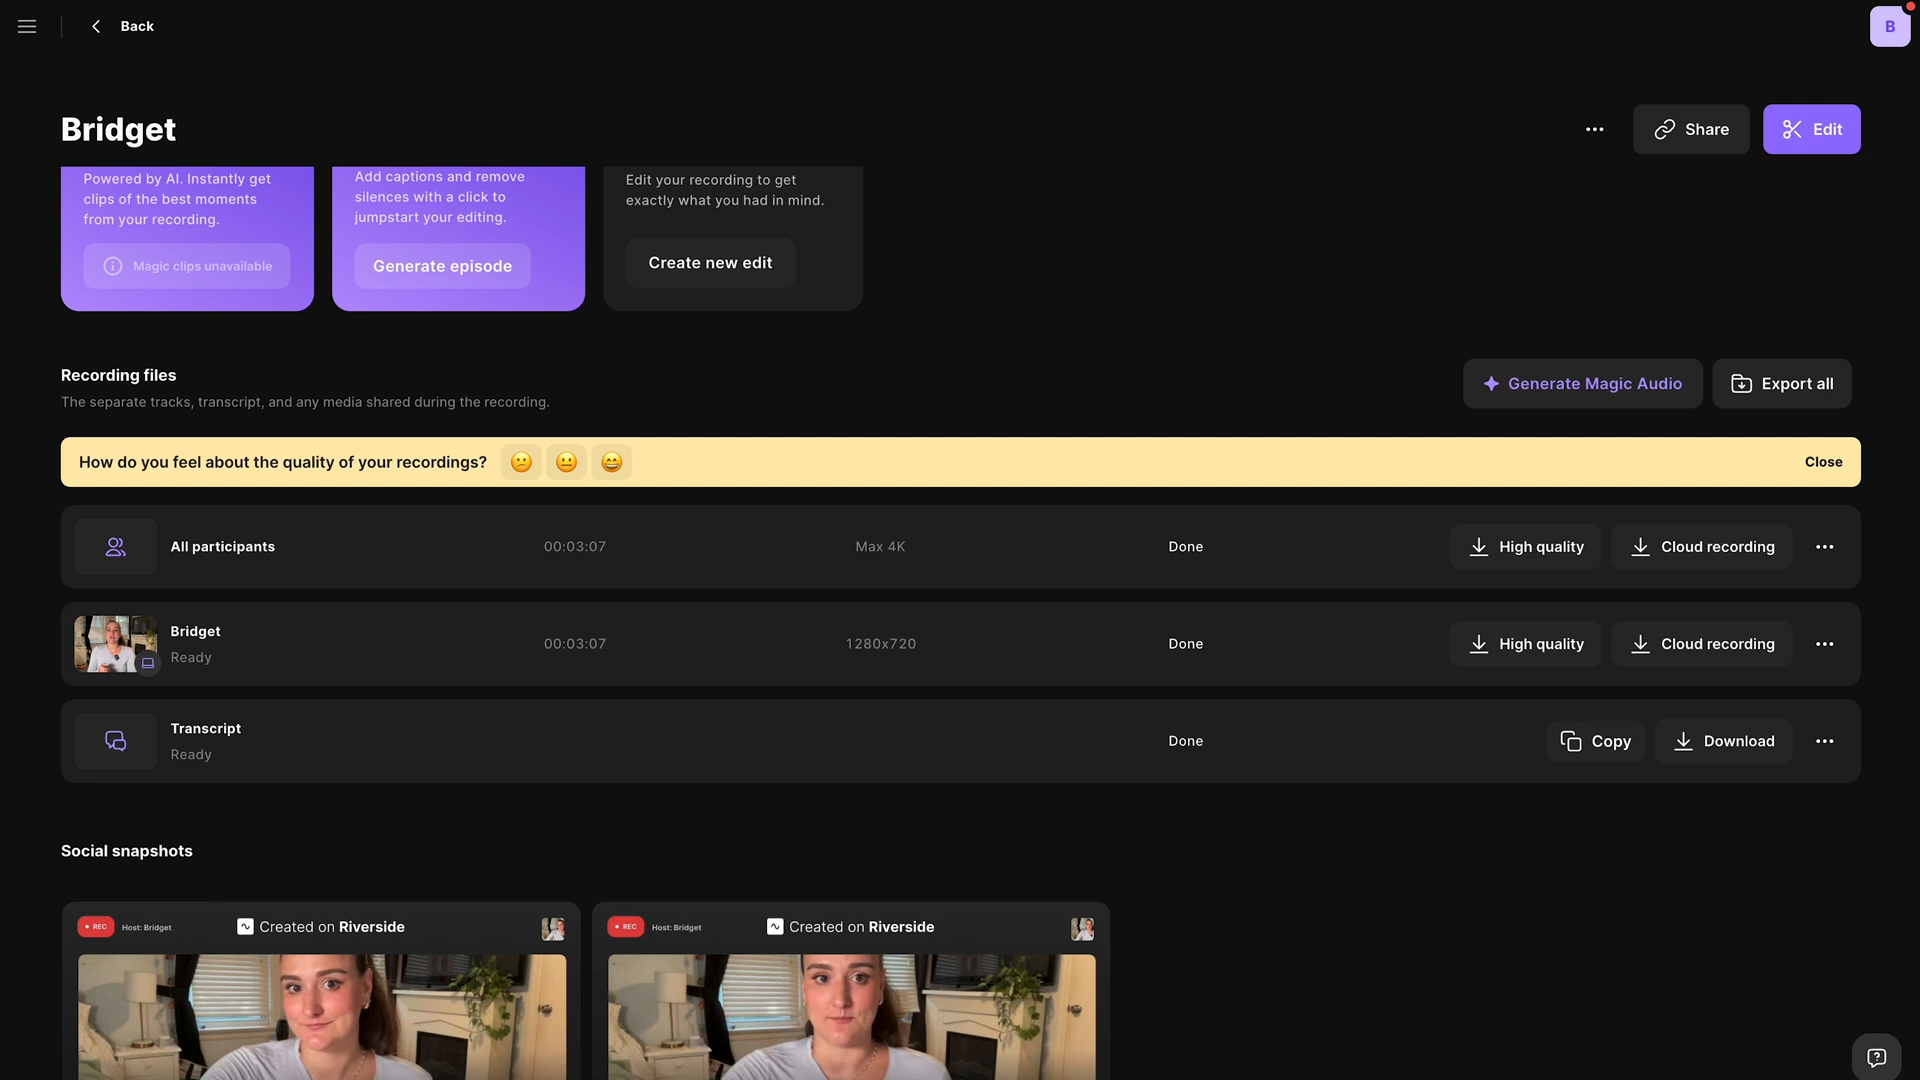 Back
B
Bridget
Share
Edit
Powered by AI. Instantly get
clips of the best moments
from your recording.
Magic clips unavailable
Add captions and remove
silences with a click to
jumpstart your editing.
Generate episode
Edit your recording to get
exactly what you had in mind.
Create new edit
Recording files
The separate tracks, transcript, and any media shared during the recording.
Generate Magic Audio
Export all
How do you feel about the quality of your recordings?
Close
All participants
00:03:07
Max 4K
Done
High quality
Cloud recording
Bridget
Ready
00:03:07
1280x720
Done
High quality
Cloud recording
Transcript
Ready
Done
Copy
Download
Social snapshots
REC
Host: Bridget
Created on Riverside
REC
Host: Bridget
Created on Riverside